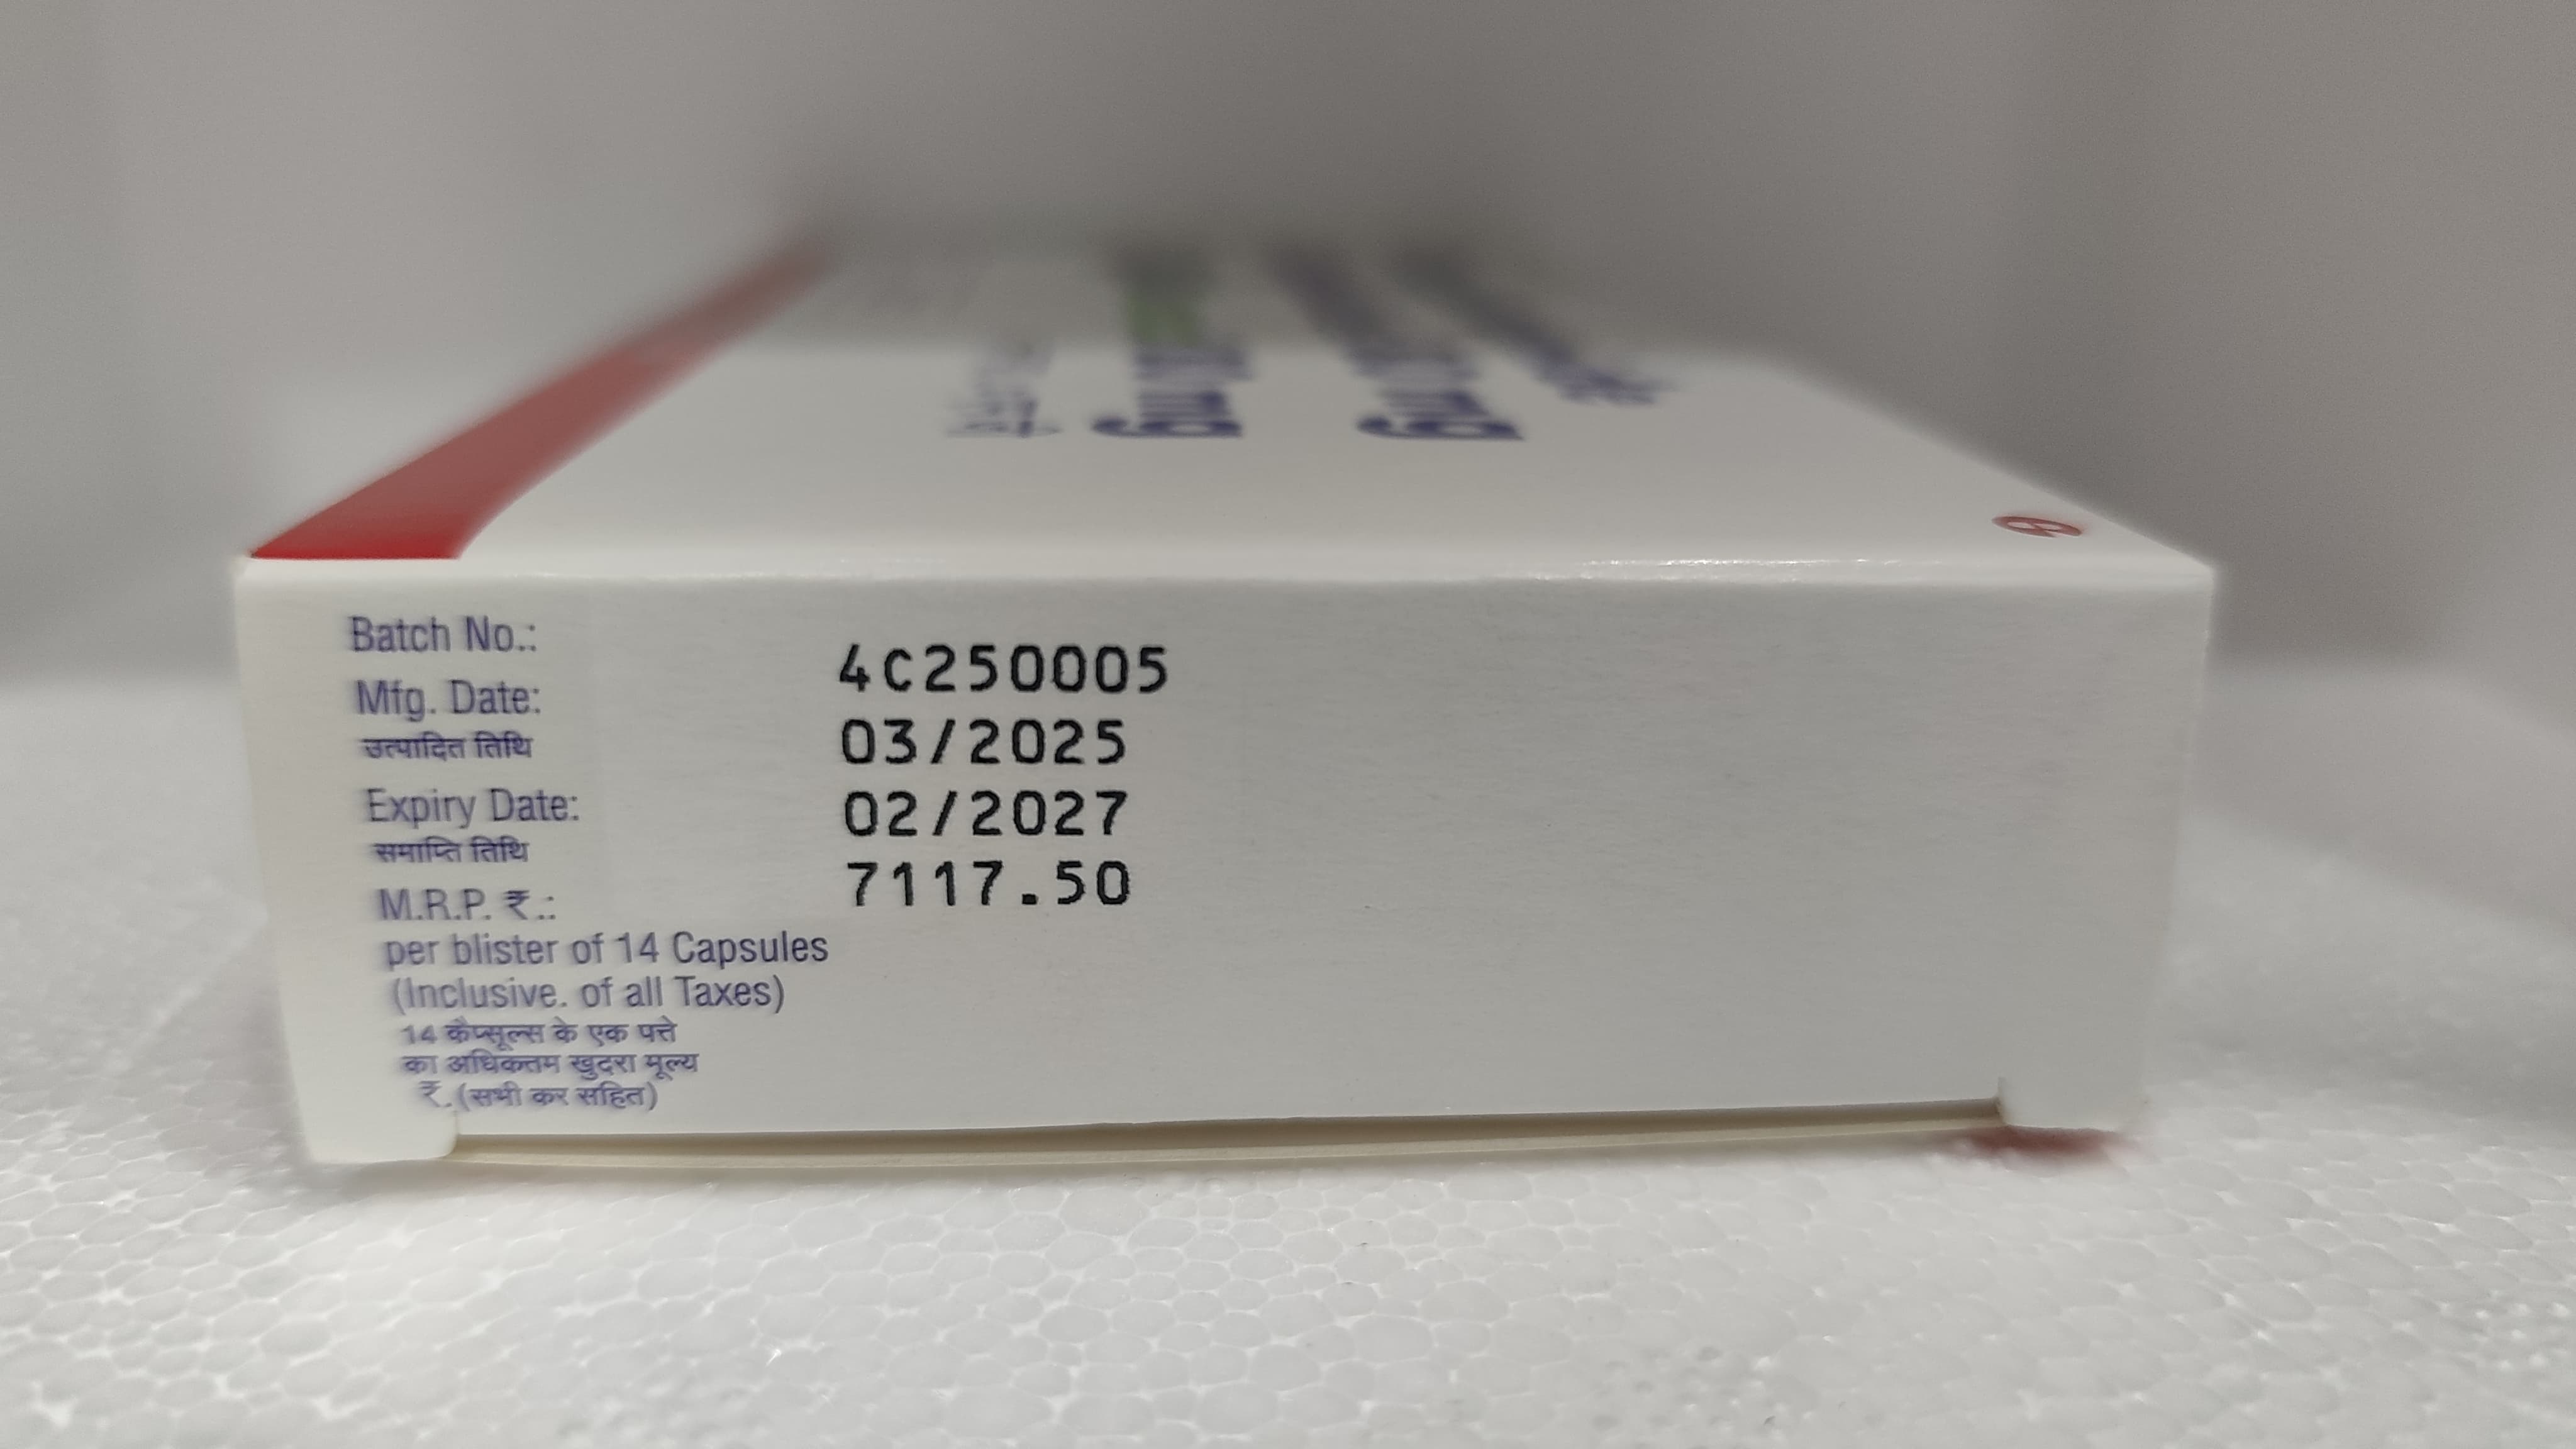 Batch No.: 4C250005
Mfg. Date: 03/2025
उत्पादित तिथि
Expiry Date: 02/2027
समाप्ति तिथि
M.R.P. ₹.: 7117.50
per blister of 14 Capsules
(Inclusive. of all Taxes)
14 कैप्सूल्स के एक पत्ते
का अधिकतम खुदरा मूल्य
₹. (सभी कर सहित)